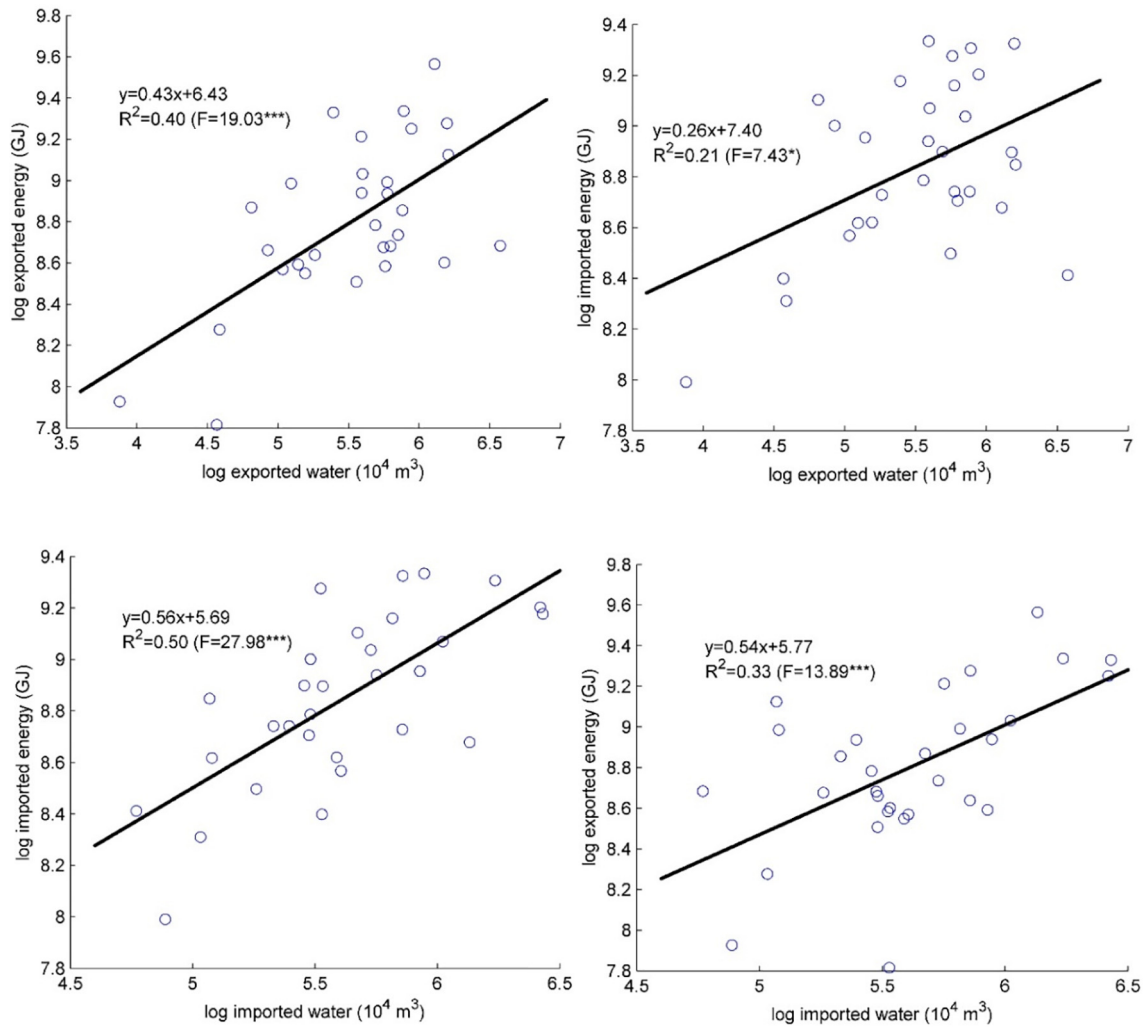 9.8
9.6
9.4
9.2
9
8.8
8.6
8.4
8.2
8
7.8
log exported energy (GJ)
y=0.43x+6.43
R²=0.40 (F=19.03***)
3.5 4 4.5 5 5.5 6 6.5 7
log exported water (10⁴ m³)
9.4
9.2
9
8.8
8.6
8.4
8.2
8
7.8
log imported energy (GJ)
y=0.26x+7.40
R²=0.21 (F=7.43*)
3.5 4 4.5 5 5.5 6 6.5 7
log exported water (10⁴ m³)
9.4
9.2
9
8.8
8.6
8.4
8.2
8
7.8
log imported energy (GJ)
y=0.56x+5.69
R²=0.50 (F=27.98***)
4.5 5 5.5 6 6.5
log imported water (10⁴ m³)
9.8
9.6
9.4
9.2
9
8.8
8.6
8.4
8.2
8
7.8
log exported energy (GJ)
y=0.54x+5.77
R²=0.33 (F=13.89***)
4.5 5 5.5 6 6.5
log imported water (10⁴ m³)